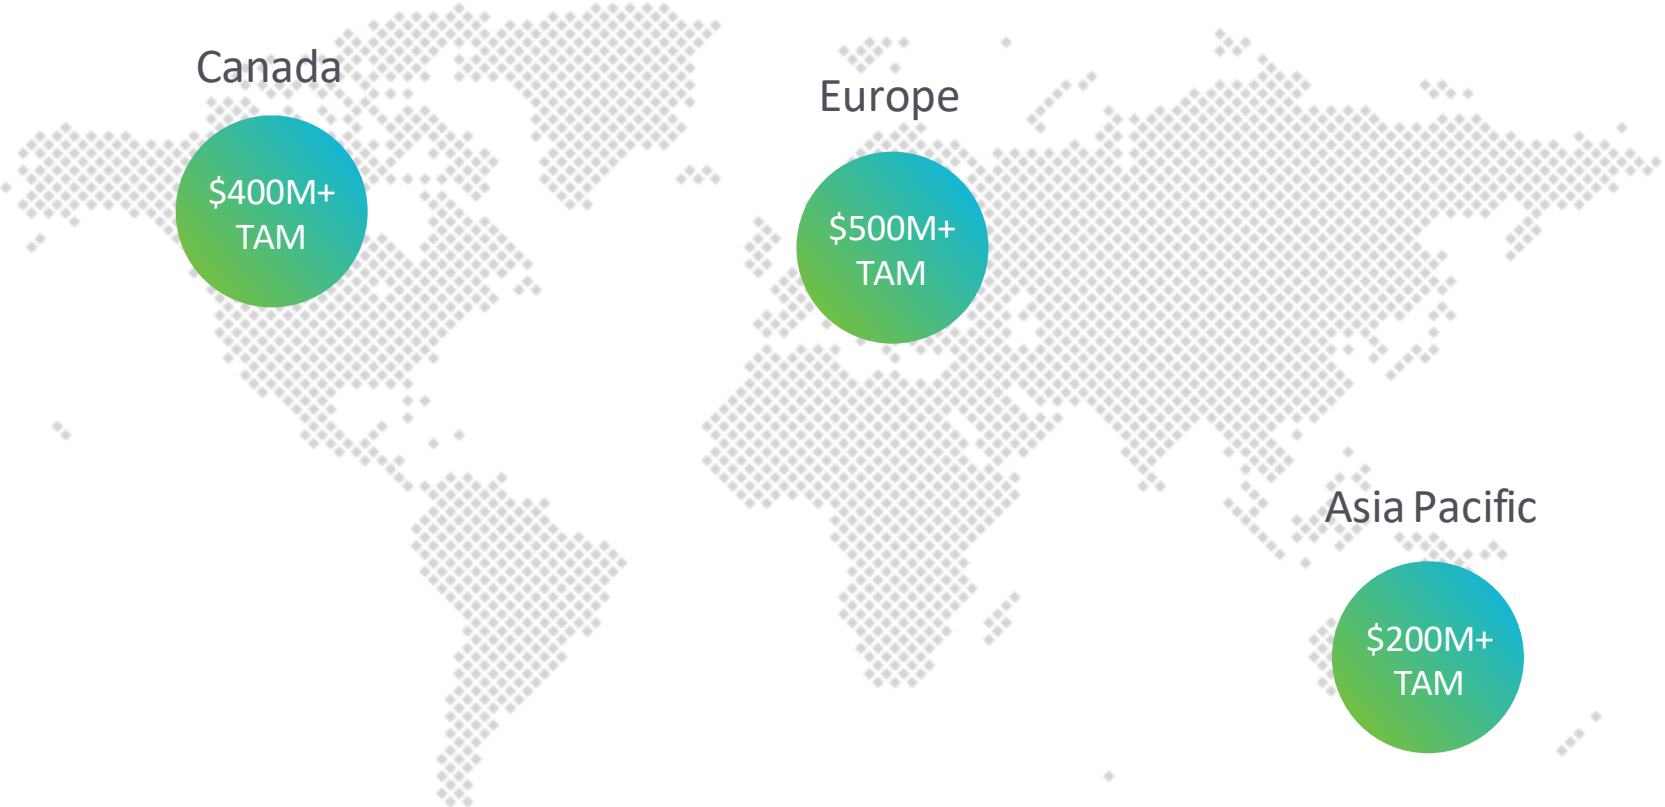 Canada
$400M+
TAM
Europe
$500M+
TAM
Asia Pacific
$200M+
TAM